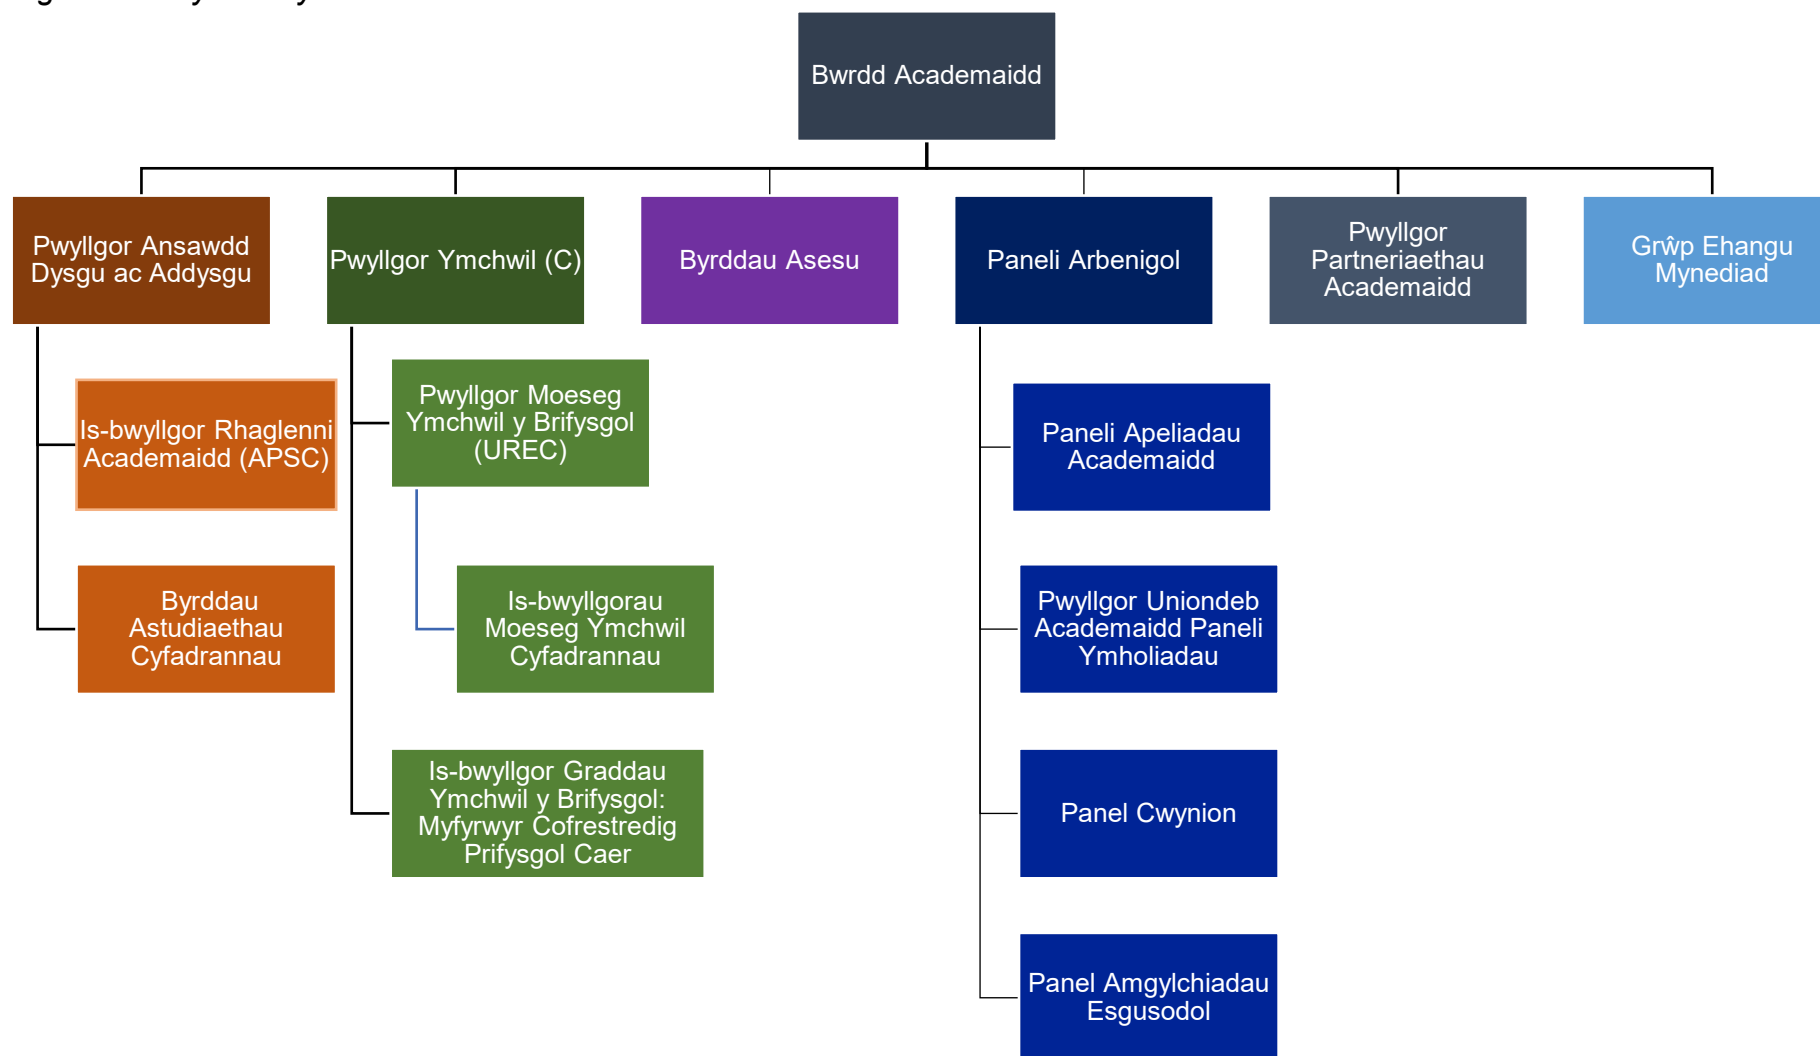 Bwrdd Academaidd
Pwyllgor Ansawdd
Dysgu ac Addysgu
Pwyllgor Ymchwil (C)
Byrddau Asesu
Paneli Arbenigol
Pwyllgor
Partneriaethau
Academaidd
Grŵp Ehangu
Mynediad
Is-bwyllgor Rhaglenni
Academaidd (APSC)
Byrddau
Astudiaethau
Cyfadrannau
Pwyllgor Moeseg
Ymchwil y Brifysgol
(UREC)
Is-bwyllgorau
Moeseg Ymchwil
Cyfadrannau
Is-bwyllgor Graddau
Ymchwil y Brifysgol:
Myfyrwyr Cofrestredig
Prifysgol Caer
Paneli Apeliadau
Academaidd
Pwyllgor Uniondeb
Academaidd Paneli
Ymholiadau
Panel Cwynion
Panel Amgylchiadau
Esgusodol